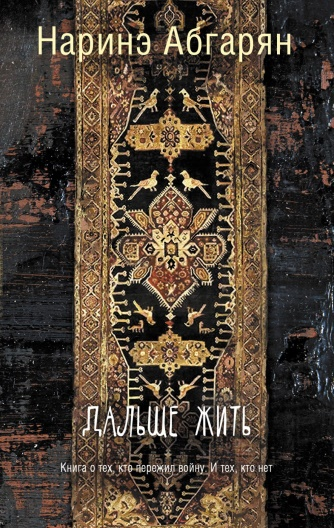 Наринэ Абгарян
ДАЛЬШЕ ЖИТЬ
Книга о тех, кто пережил войну. И тех, кто нет